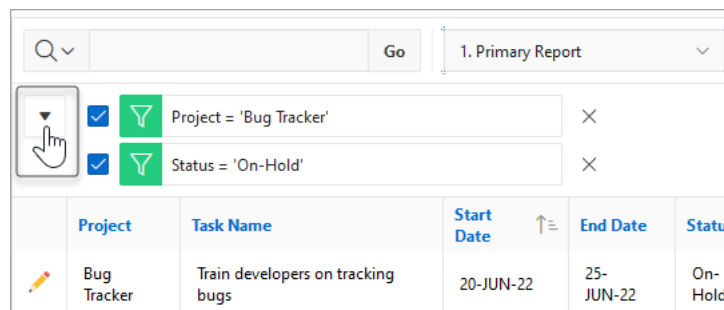 Go
1. Primary Report
Project = 'Bug Tracker'
Status = 'On-Hold'
Project
Task Name
Start
Date
End Date
Statu
Bug
Tracker
Train developers on tracking
bugs
20-JUN-22
25-
JUN-22
On-
Hold